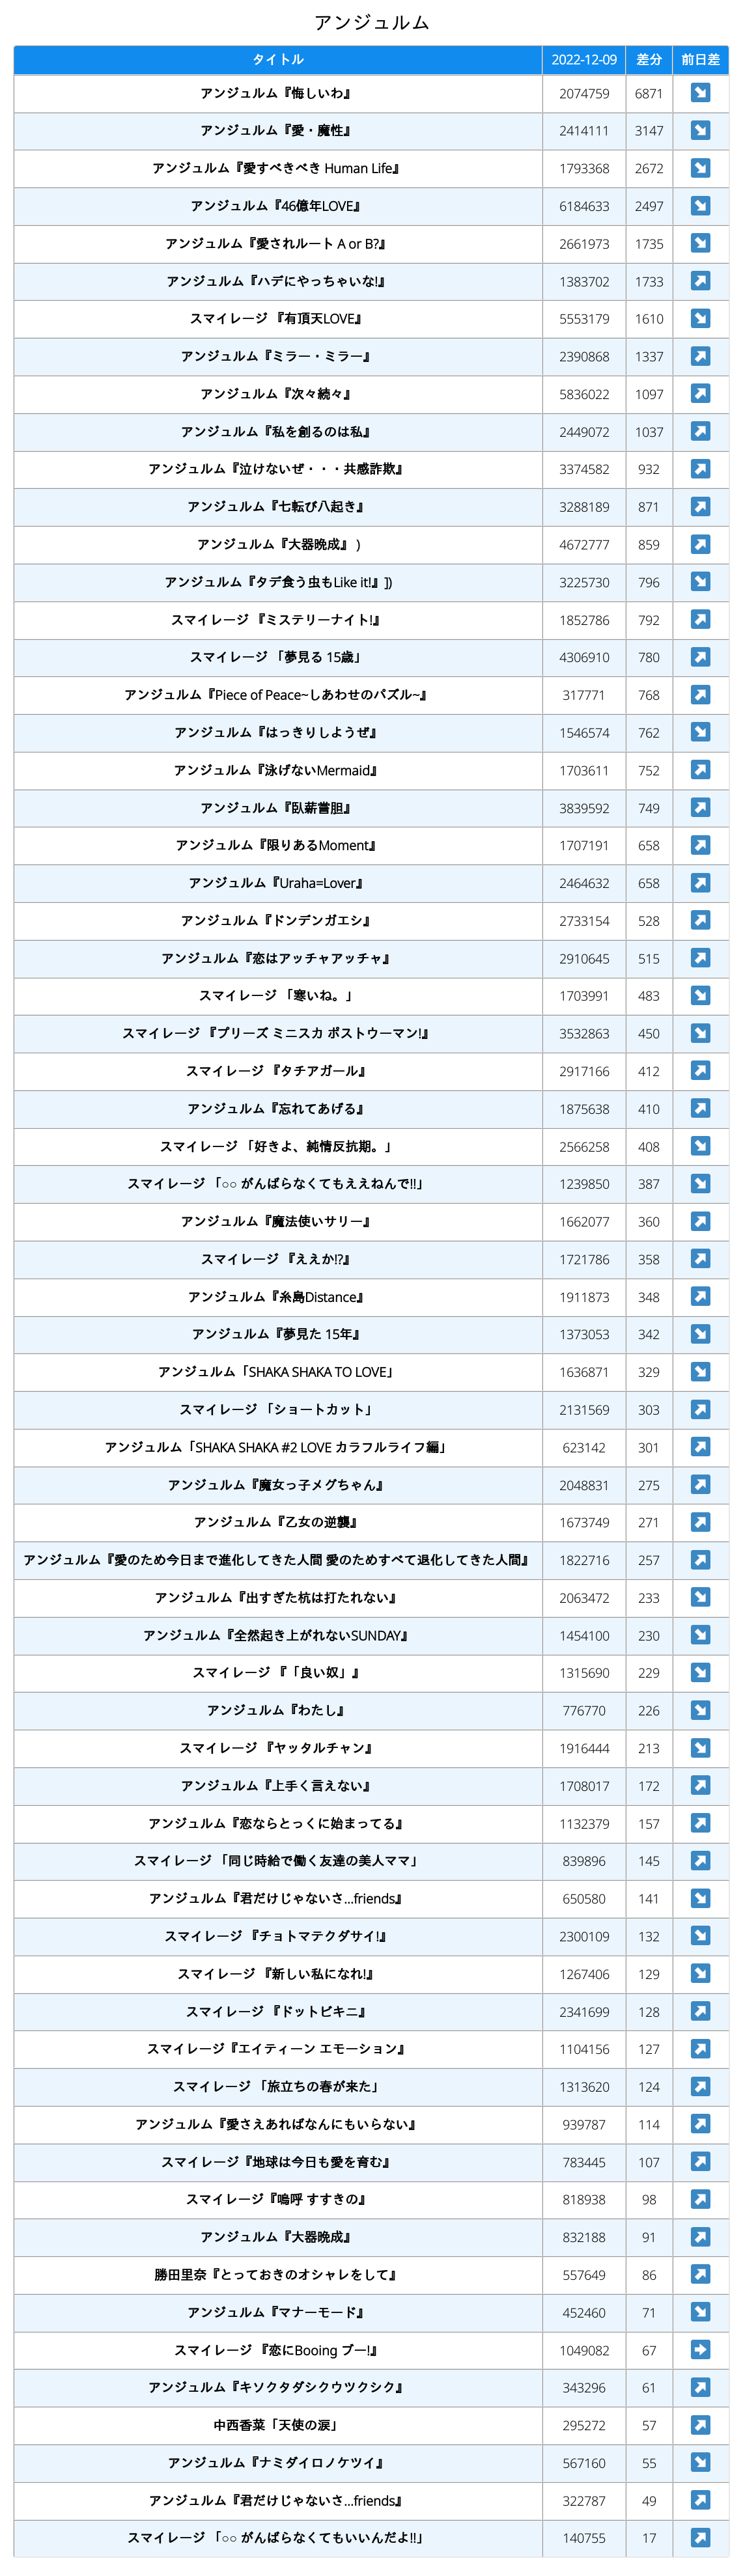 アンジュルム
タイトル 2022-12-09 差分 前日差
アンジュルム『悔しいわ』 2074759 6871 ↘
アンジュルム『愛・魔性』 2414111 3147 ↘
アンジュルム『愛すべきべき Human Life』 1793368 2672 ↘
アンジュルム『46億年LOVE』 6184633 2497 ↘
アンジュルム『愛されルート A or B?』 2661973 1735 ↘
アンジュルム『ハデにやっちゃいな!』 1383702 1733 ↗
スマイレージ 『有頂天LOVE』 5553179 1610 ↘
アンジュルム『ミラー・ミラー』 2390868 1337 ↗
アンジュルム『次々続々』 5836022 1097 ↗
アンジュルム『私を創るのは私』 2449072 1037 ↗
アンジュルム『泣けないぜ・・・共感詐欺』 3374582 932 ↗
アンジュルム『七転び八起き』 3288189 871 ↗
アンジュルム『大器晩成』 ) 4672777 859 ↗
アンジュルム『タデ食う虫もLike it!』]) 3225730 796 ↘
スマイレージ 『ミステリーナイト!』 1852786 792 ↗
スマイレージ 「夢見る 15歳」 4306910 780 ↗
アンジュルム『Piece of Peace~しあわせのパズル~』 317771 768 ↗
アンジュルム『はっきりしようぜ』 1546574 762 ↘
アンジュルム『泳げないMermaid』 1703611 752 ↗
アンジュルム『臥薪嘗胆』 3839592 749 ↗
アンジュルム『限りあるMoment』 1707191 658 ↗
アンジュルム『Uraha=Lover』 2464632 658 ↗
アンジュルム『ドンデンガエシ』 2733154 528 ↗
アンジュルム『恋はアッチャアッチャ』 2910645 515 ↗
スマイレージ 「寒いね。」 1703991 483 ↘
スマイレージ 『プリーズ ミニスカ ポストウーマン!』 3532863 450 ↘
スマイレージ 『タチアガール』 2917166 412 ↗
アンジュルム『忘れてあげる』 1875638 410 ↗
スマイレージ 「好きよ、純情反抗期。」 2566258 408 ↘
スマイレージ 「○○ がんばらなくてもええねんで!!」 1239850 387 ↘
アンジュルム『魔法使いサリー』 1662077 360 ↗
スマイレージ 『ええか!?』 1721786 358 ↗
アンジュルム『糸島Distance』 1911873 348 ↗
アンジュルム『夢見た 15年』 1373053 342 ↘
アンジュルム「SHAKA SHAKA TO LOVE」 1636871 329 ↘
スマイレージ 「ショートカット」 2131569 303 ↗
アンジュルム「SHAKA SHAKA #2 LOVE カラフルライフ編」 623142 301 ↗
アンジュルム『魔女っ子メグちゃん』 2048831 275 ↗
アンジュルム『乙女の逆襲』 1673749 271 ↗
アンジュルム『愛のため今日まで進化してきた人間 愛のためすべて退化してきた人間』 1822716 257 ↗
アンジュルム『出すぎた杭は打たれない』 2063472 233 ↘
アンジュルム『全然起き上がれないSUNDAY』 1454100 230 ↘
スマイレージ 『「良い奴」』 1315690 229 ↘
アンジュルム『わたし』 776770 226 ↘
スマイレージ 『ヤッタルチャン』 1916444 213 ↘
アンジュルム『上手く言えない』 1708017 172 ↗
アンジュルム『恋ならとっくに始まってる』 1132379 157 ↗
スマイレージ 「同じ時給で働く友達の美人ママ」 839896 145 ↗
アンジュルム『君だけじゃないさ...friends』 650580 141 ↘
スマイレージ 『チョトマテクダサイ!』 2300109 132 ↘
スマイレージ 『新しい私になれ!』 1267406 129 ↘
スマイレージ 『ドットビキニ』 2341699 128 ↗
スマイレージ『エイティーン エモーション』 1104156 127 ↗
スマイレージ 「旅立ちの春が来た」 1313620 124 ↗
アンジュルム『愛さえあればなんにもいらない』 939787 114 ↗
スマイレージ『地球は今日も愛を育む』 783445 107 ↗
スマイレージ『嗚呼 すすきの』 818938 98 ↗
アンジュルム『大器晩成』 832188 91 ↗
勝田里奈『とっておきのオシャレをして』 557649 86 ↗
アンジュルム『マナーモード』 452460 71 ↘
スマイレージ 『恋にBooing ブー!』 1049082 67 →
アンジュルム『キソクタダシクウツクシク』 343296 61 ↗
中西香菜「天使の涙」 295272 57 ↗
アンジュルム『ナミダイロノケツイ』 567160 55 ↘
アンジュルム『君だけじゃないさ...friends』 322787 49 ↗
スマイレージ 「○○ がんばらなくてもいいんだよ!!」 140755 17 ↗